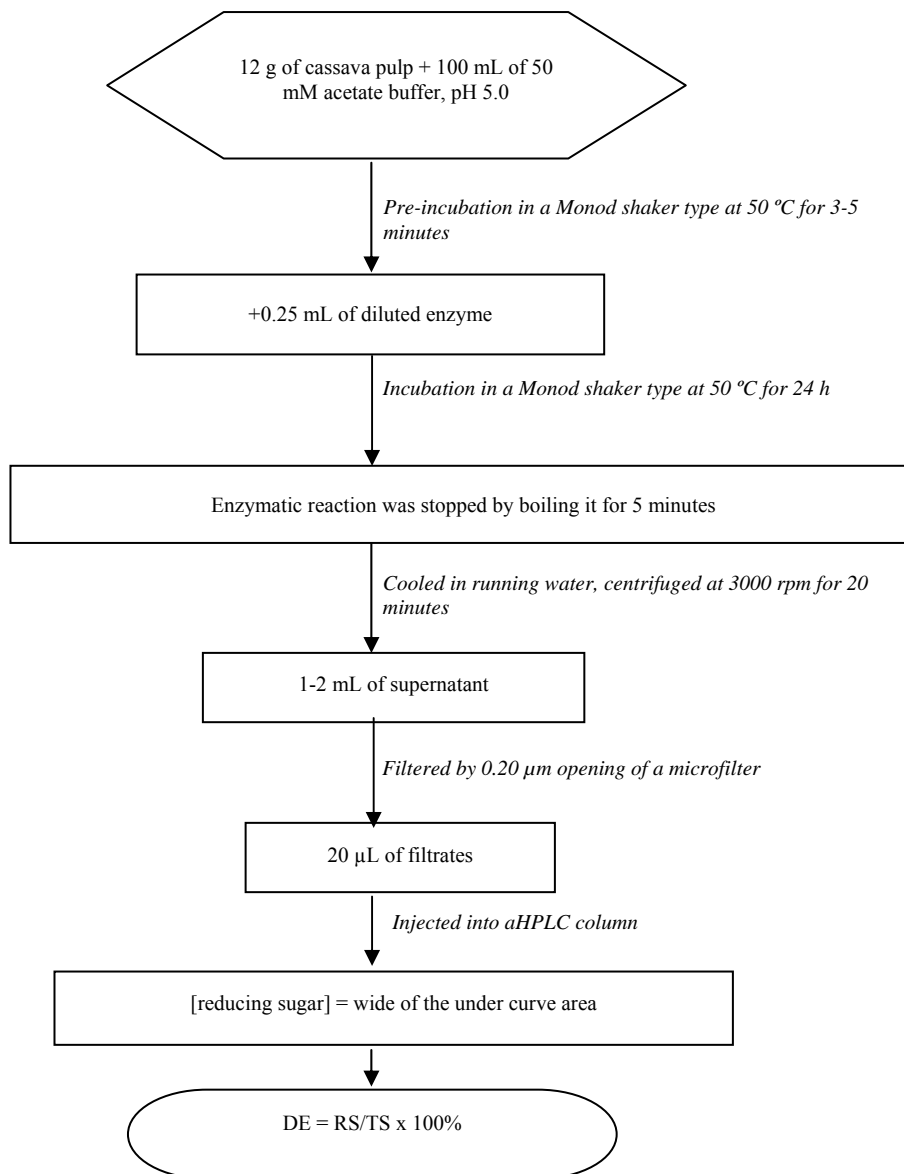 12 g of cassava pulp + 100 mL of 50
mM acetate buffer, pH 5.0
Pre-incubation in a Monod shaker type at 50 ºC for 3-5
minutes
+0.25 mL of diluted enzyme
Incubation in a Monod shaker type at 50 ºC for 24 h
Enzymatic reaction was stopped by boiling it for 5 minutes
Cooled in running water, centrifuged at 3000 rpm for 20
minutes
1-2 mL of supernatant
Filtered by 0.20 µm opening of a microfilter
20 µL of filtrates
Injected into aHPLC column
[reducing sugar] = wide of the under curve area
DE = RS/TS x 100%